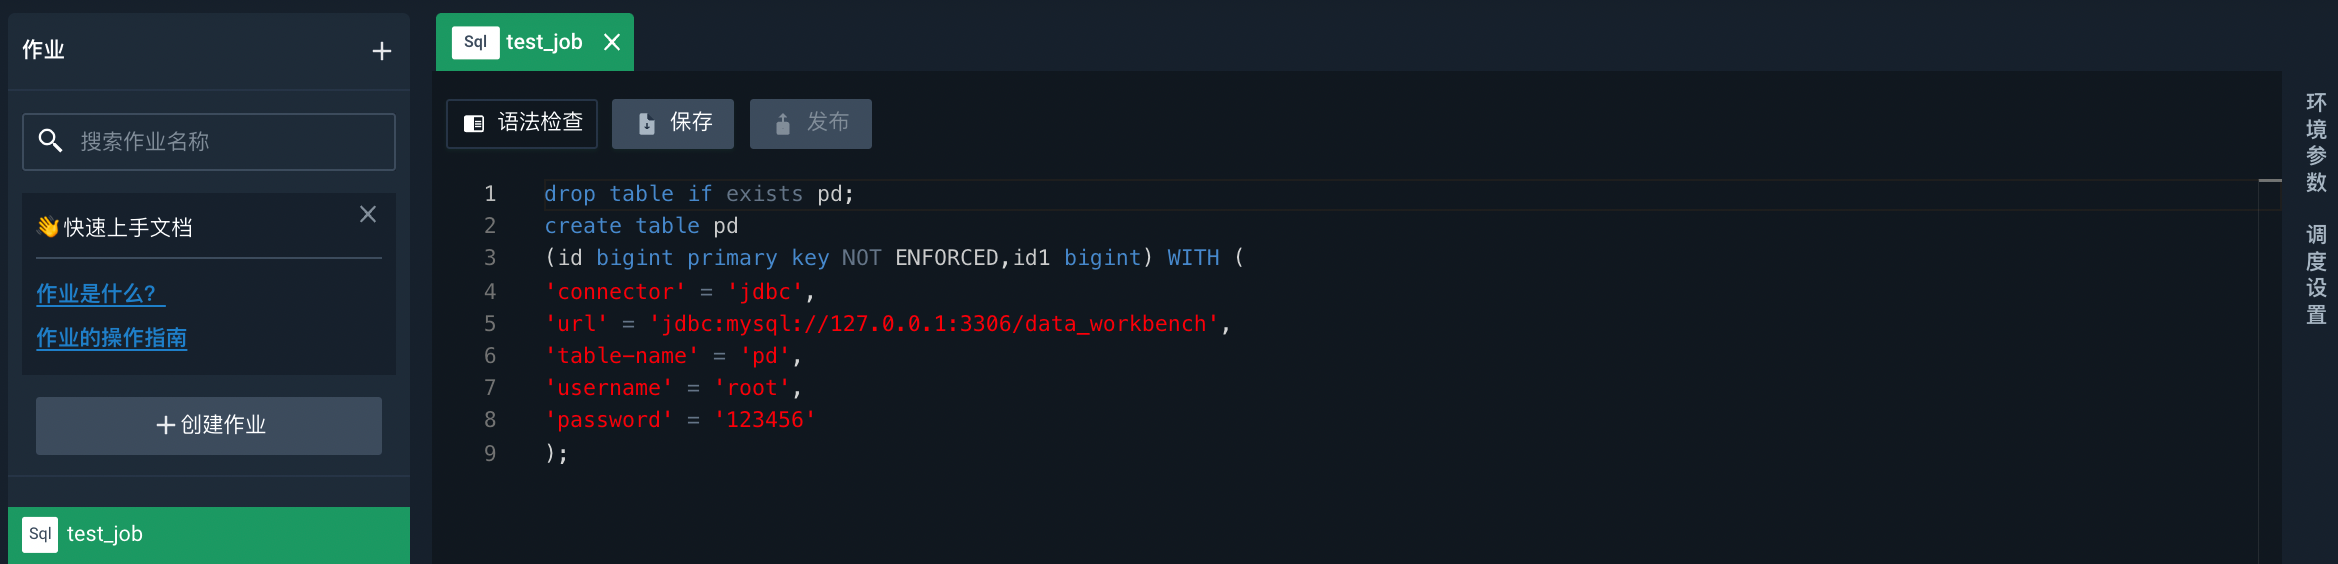 作业
搜索作业名称
👋快速上手文档
作业是什么?
作业的操作指南
创建作业
Sql test_job
Sql test_job
语法检查 保存 发布
1 drop table if exists pd;
2 create table pd
3 (id bigint primary key NOT ENFORCED,id1 bigint) WITH (
4 'connector' = 'jdbc',
5 'url' = 'jdbc:mysql://127.0.0.1:3306/data_workbench',
6 'table-name' = 'pd',
7 'username' = 'root',
8 'password' = '123456'
9 );
环境参数
调度设置